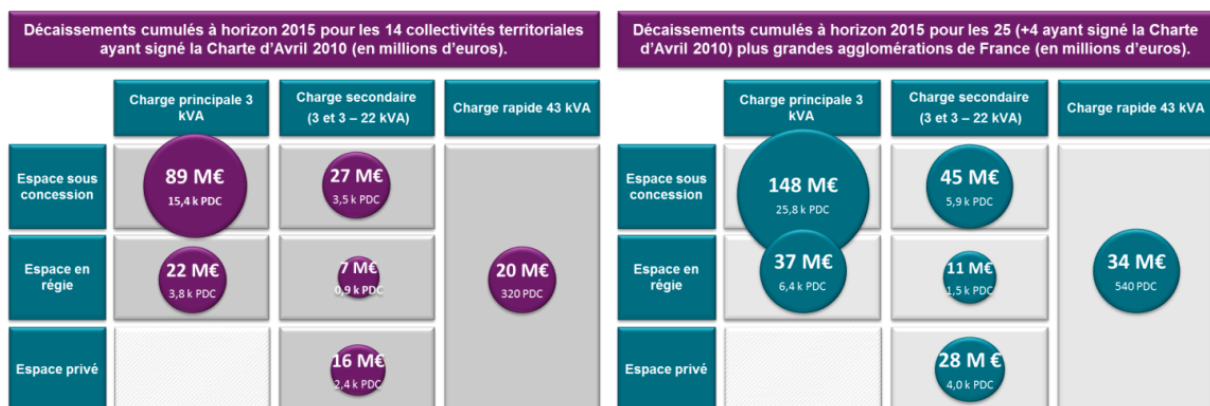 Décaissements cumulés à horizon 2015 pour les 14 collectivités territoriales
ayant signé la Charte d'Avril 2010 (en millions d'euros).
Charge principale 3
kVA
Charge secondaire
(3 et 3 – 22 kVA)
Charge rapide 43 kVA
Espace sous
concession
89 M€
15,4 k PDC
27 M€
3,5 k PDC
Espace en
régie
22 M€
3,8 k PDC
7 M€
0,9 k PDC
20 M€
320 PDC
Espace privé
16 M€
2,4 k PDC
Décaissements cumulés à horizon 2015 pour les 25 (+4 ayant signé la Charte
d'Avril 2010) plus grandes agglomérations de France (en millions d'euros).
Charge principale 3
kVA
Charge secondaire
(3 et 3 – 22 kVA)
Charge rapide 43 kVA
Espace sous
concession
148 M€
25,8 k PDC
45 M€
5,9 k PDC
Espace en
régie
37 M€
6,4 k PDC
11 M€
1,5 k PDC
34 M€
540 PDC
Espace privé
28 M €
4,0 k PDC